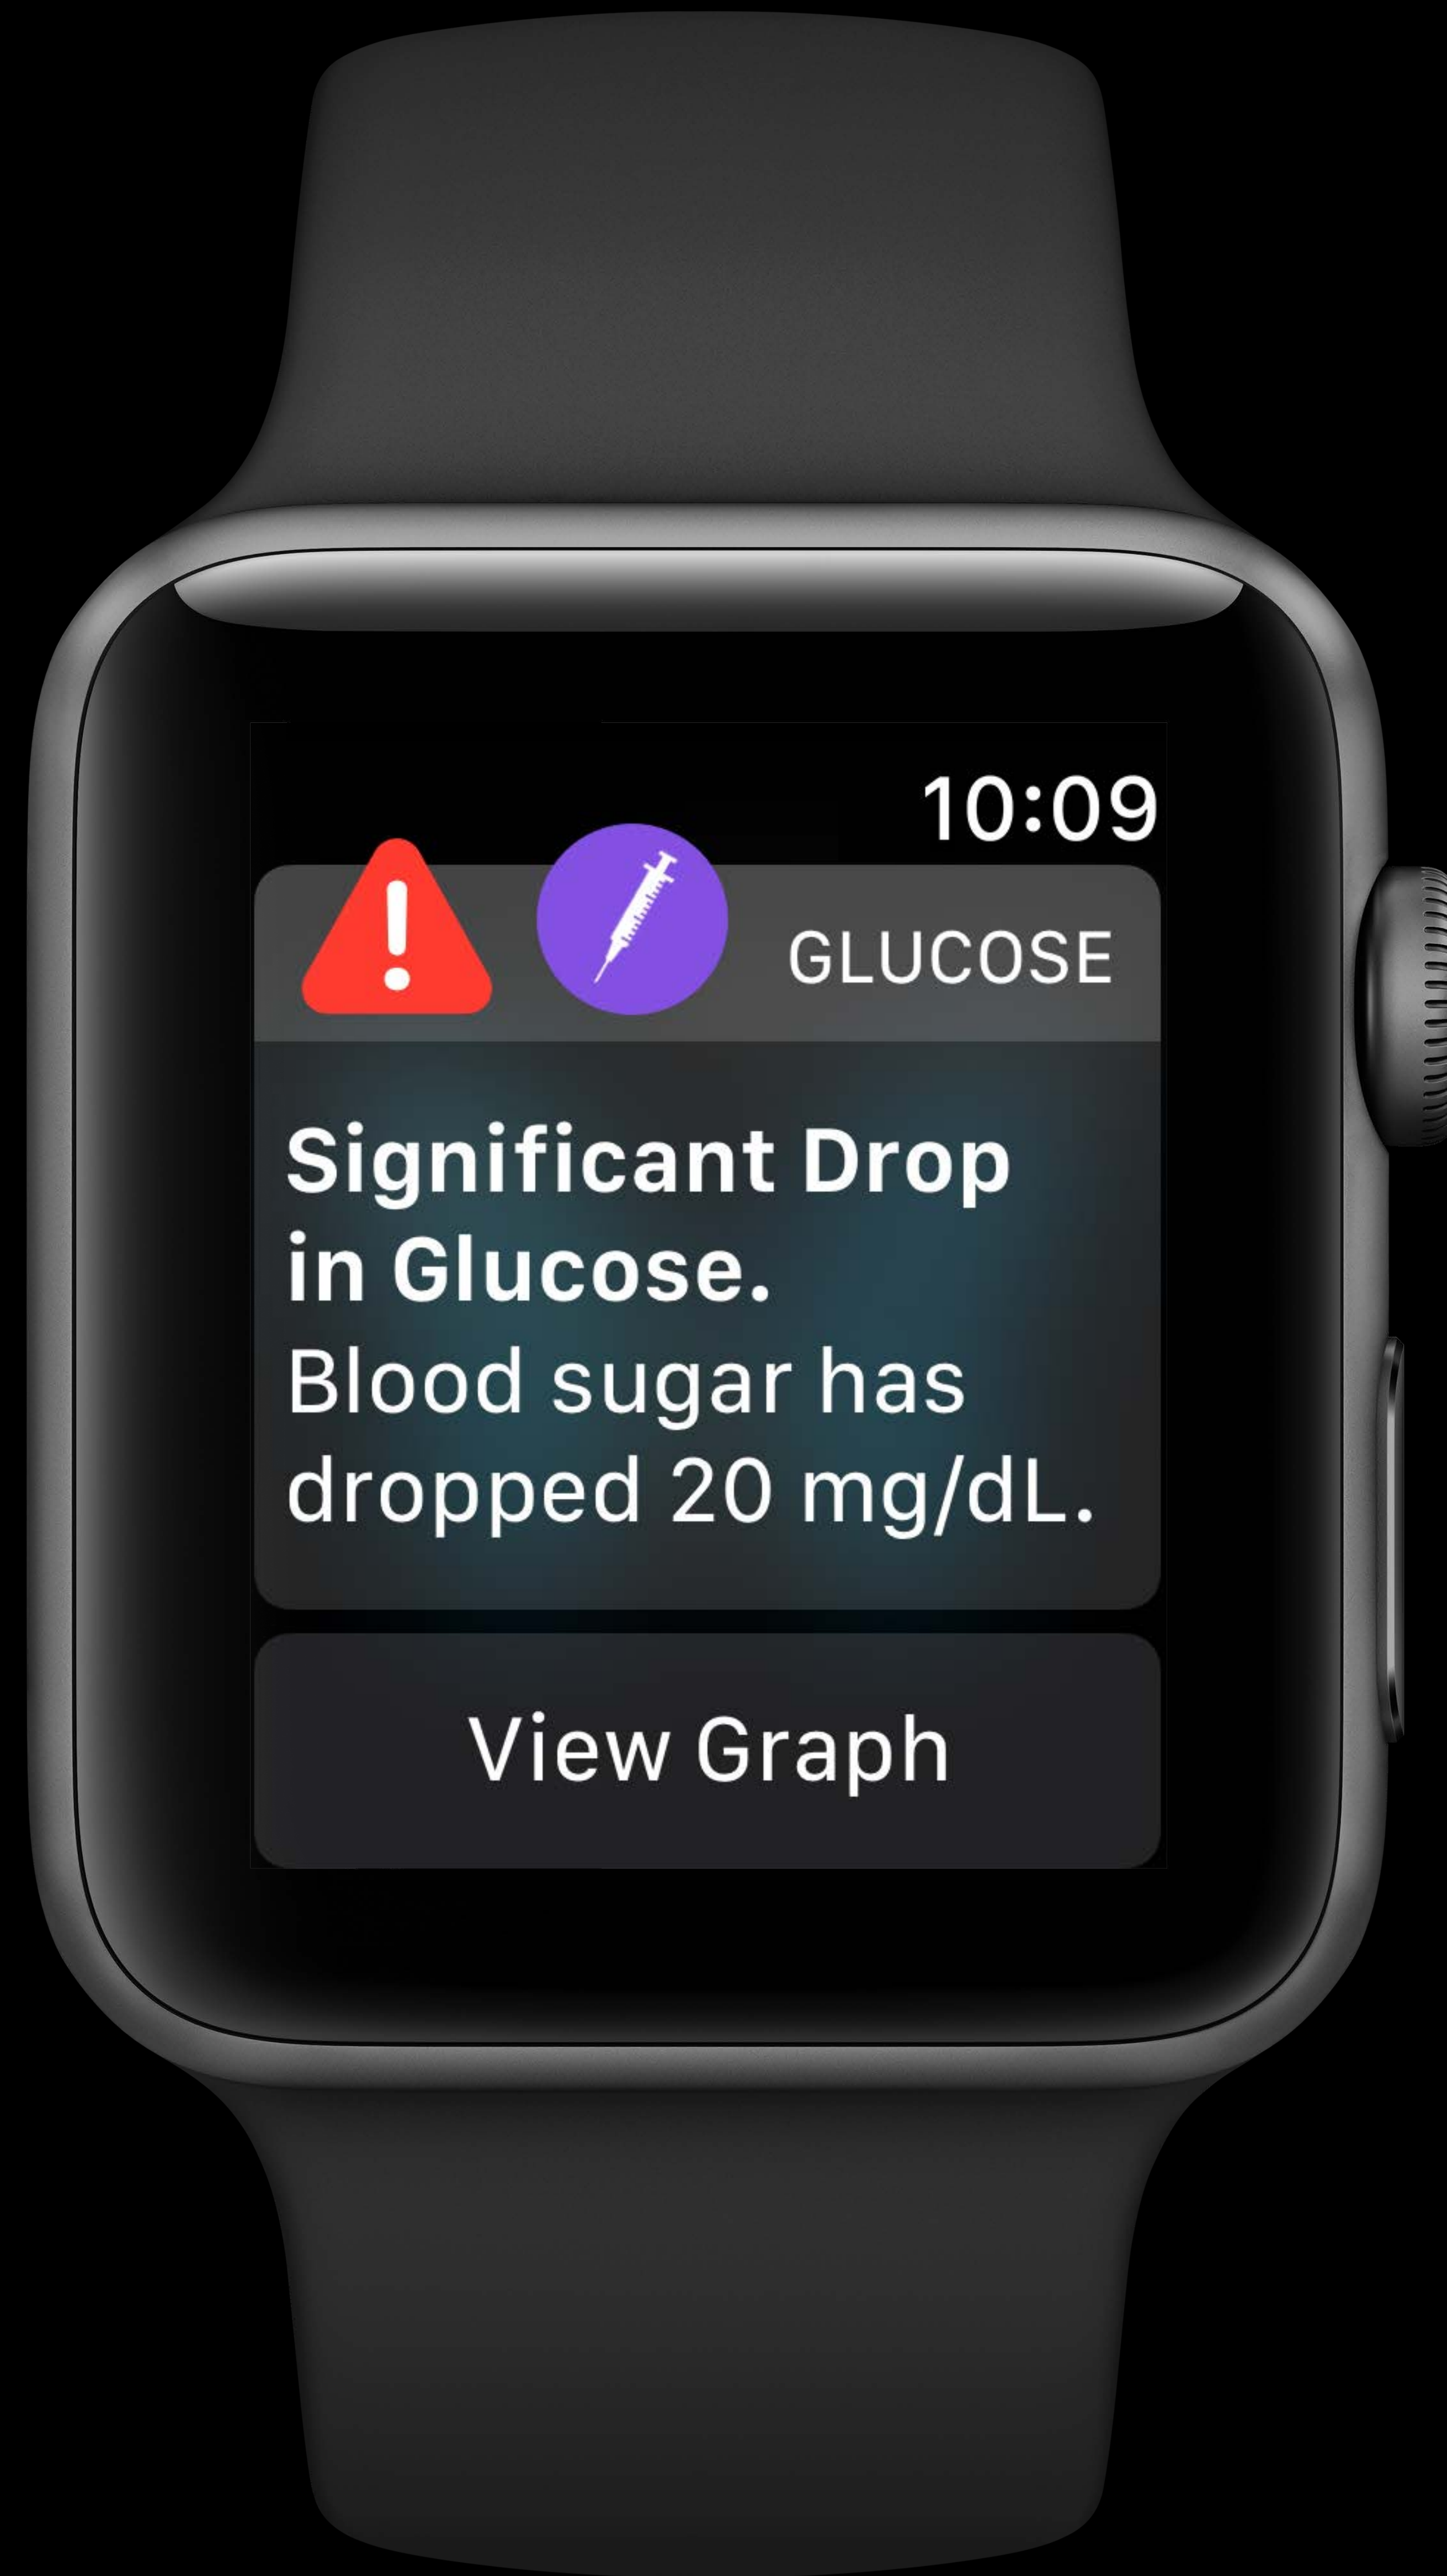 10:09
GLUCOSE
Significant Drop
in Glucose.
Blood sugar has
dropped 20 mg/dL.
View Graph